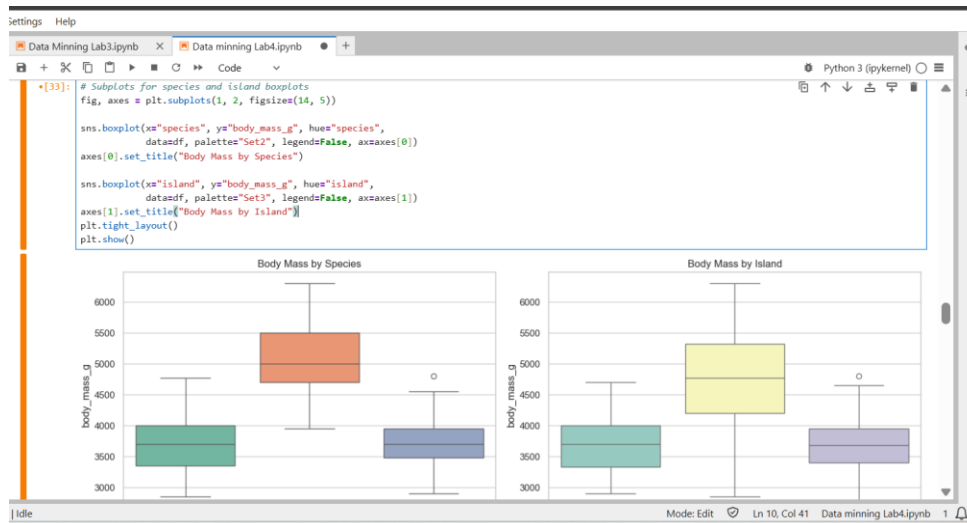 Settings Help
Data Minning Lab3.ipynb × Data minning Lab4.ipynb ● +
Code Python 3 (ipykernel)
•[33]: # Subplots for species and island boxplots
fig, axes = plt.subplots(1, 2, figsize=(14, 5))
sns.boxplot(x="species", y="body_mass_g", hue="species",
data=df, palette="Set2", legend=False, ax=axes[0])
axes[0].set_title("Body Mass by Species")
sns.boxplot(x="island", y="body_mass_g", hue="island",
data=df, palette="Set3", legend=False, ax=axes[1])
axes[1].set_title("Body Mass by Island")
plt.tight_layout()
plt.show()
Body Mass by Species
6000
5500
5000
4500
4000
3500
3000
body_mass_g
Body Mass by Island
6000
5500
5000
4500
4000
3500
3000
body_mass_g
| Idle Mode: Edit Ln 10, Col 41 Data minning Lab4.ipynb 1